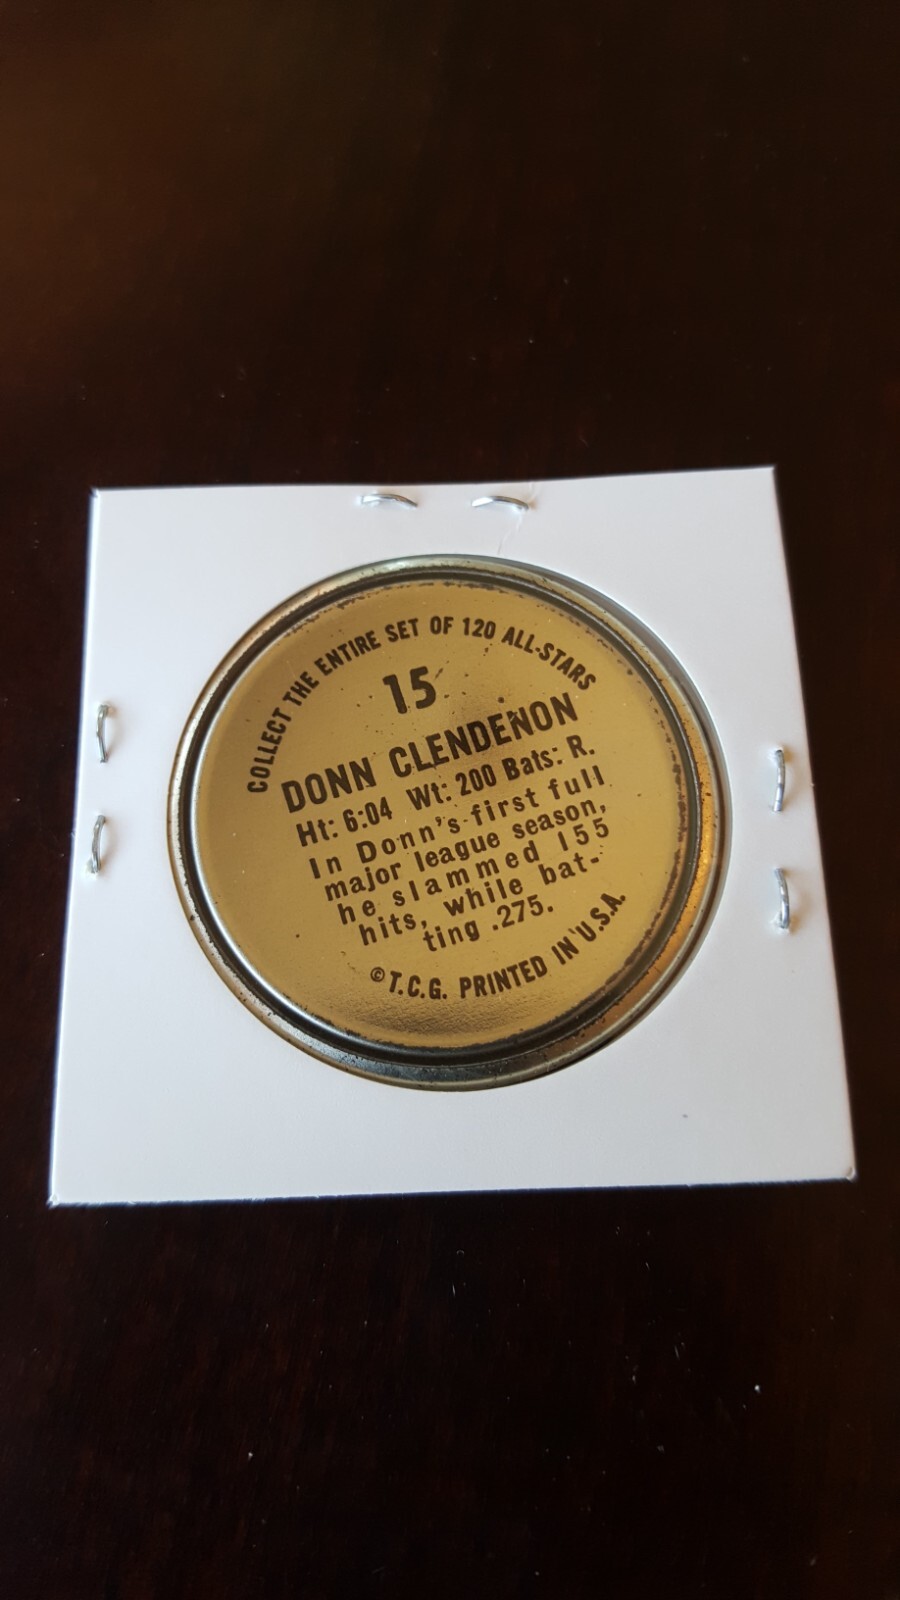 COLLECT THE ENTIRE SET OF 120 ALL-STARS
15
DONN CLENDENON
Ht: 6:04 Wt: 200 Bats: R.
In Donn's first full
major league season,
he slammed 155
hits, while bat-
ting .275.
©T.C.G. PRINTED IN U.S.A.